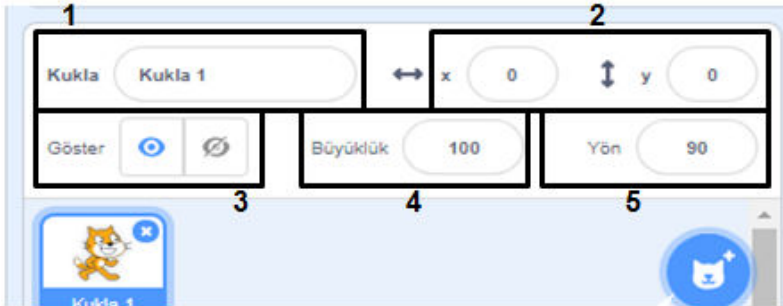 1 2
Kukla Kukla 1 x 0 y 0
Göster Büyüklük 100 Yön 90
3 4 5
Kukla 1